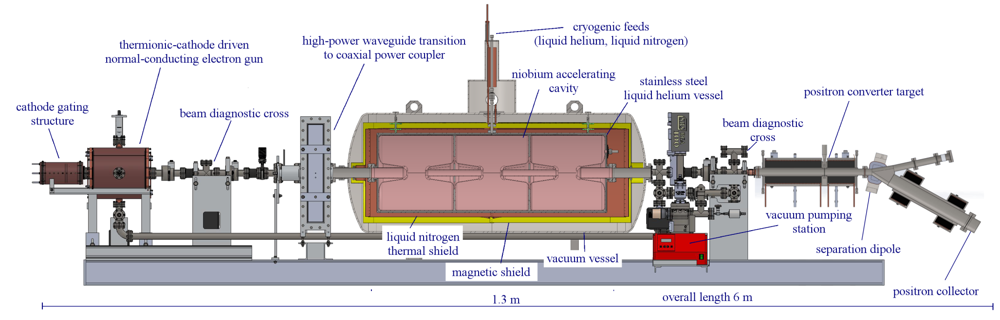 cryogenic feeds
(liquid helium, liquid nitrogen)
high-power waveguide transition
to coaxial power coupler
thermionic-cathode driven
normal-conducting electron gun
niobium accelerating
cavity
stainless steel
liquid helium vessel
positron converter target
cathode gating
structure
beam diagnostic cross
beam diagnostic
cross
SRS RGA
100
VAT
vacuum pumping
station
liquid nitrogen
thermal shield
separation dipole
vacuum vessel
magnetic shield
positron collector
1.3 m
overall length 6 m